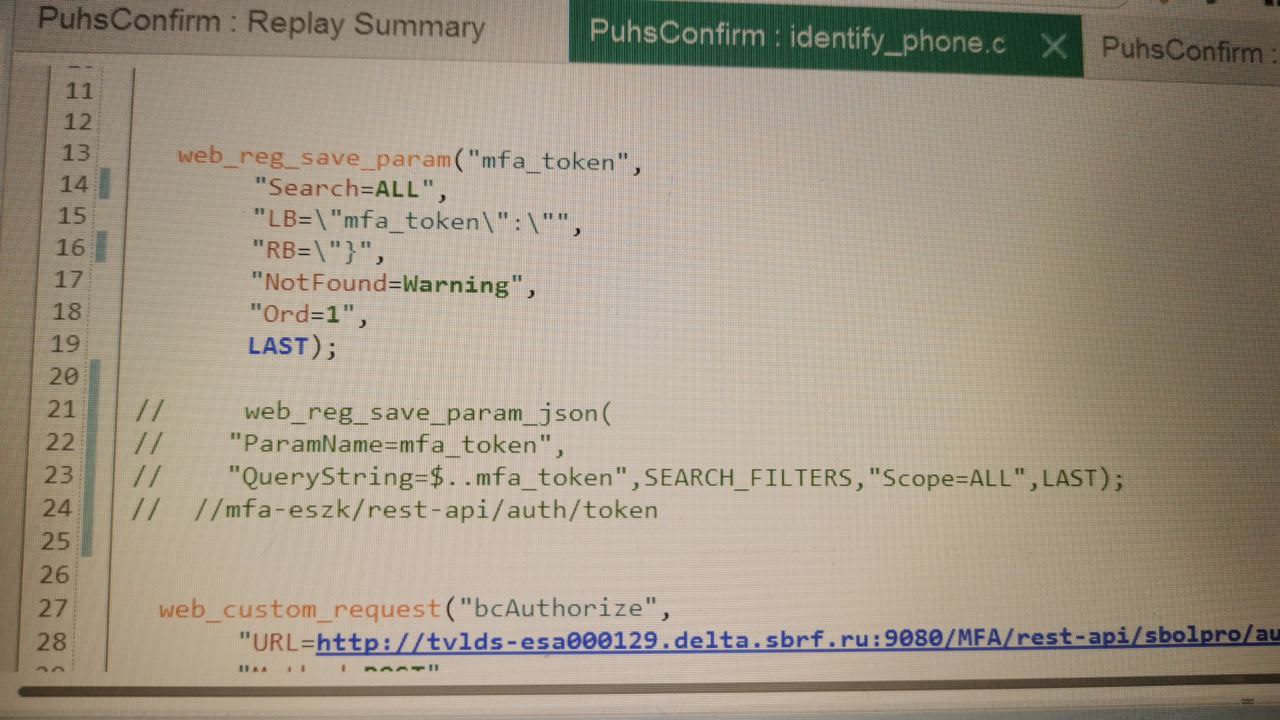 PuhsConfirm : Replay Summary
PuhsConfirm : identify_phone.c
PuhsConfirm :
11
12
13 web_reg_save_param("mfa_token",
14 "Search=ALL",
15 "LB=\"mfa_token\":\"",
16 "RB=\"}",
17 "NotFound=Warning",
18 "Ord=1",
19 LAST);
20
21 // web_reg_save_param_json(
22 // "ParamName=mfa_token",
23 // "QueryString=$..mfa_token",SEARCH_FILTERS,"Scope=ALL",LAST);
24 // //mfa-eszk/rest-api/auth/token
25
26
27 web_custom_request("bcAuthorize",
28 "URL=http://tvlds-esa000129.delta.sbrf.ru:9080/MFA/rest-api/sbolpro/au